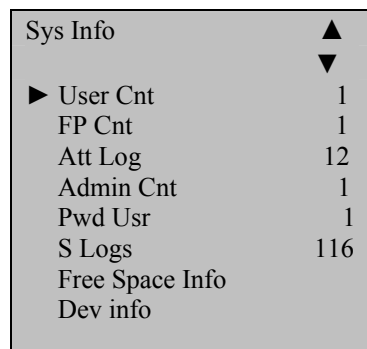 Sys Info ▲
▼
► User Cnt 1
FP Cnt 1
Att Log 12
Admin Cnt 1
Pwd Usr 1
S Logs 116
Free Space Info
Dev info